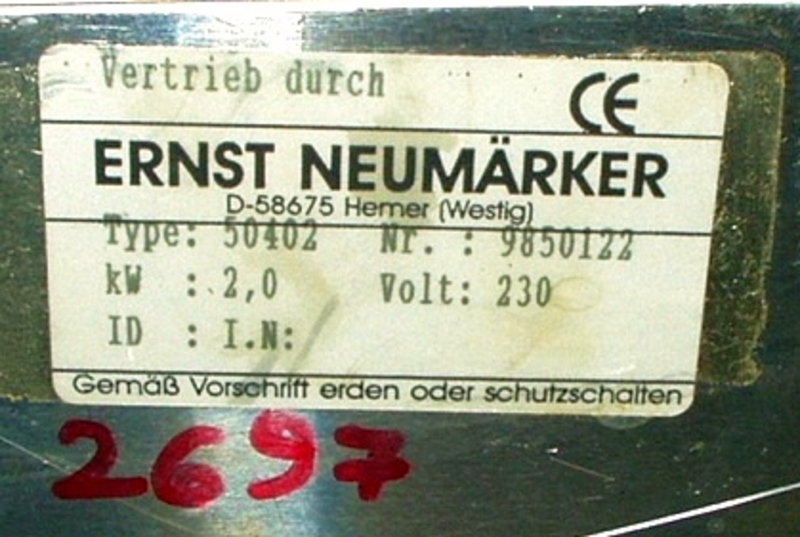 Vertrieb durch
CE
ERNST NEUMÄRKER
D-58675 Hemer (Westig)
Type: 50402 Nr. : 9850122
kW : 2,0 Volt: 230
ID : I.N:
Gemäß Vorschrift erden oder schutzschalten
2697